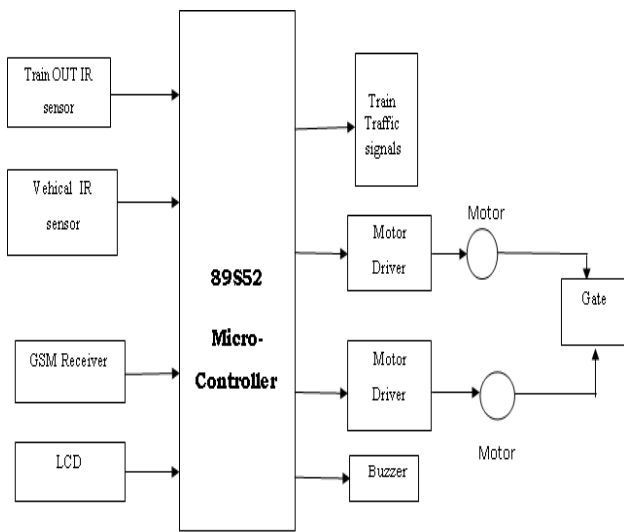 Train OUT IR
sensor
Vehical IR
sensor
GSM Receiver
LCD
89S52
Micro-
Controller
Train
Traffic
signals
Motor
Driver
Motor
Gate
Motor
Driver
Motor
Buzzer